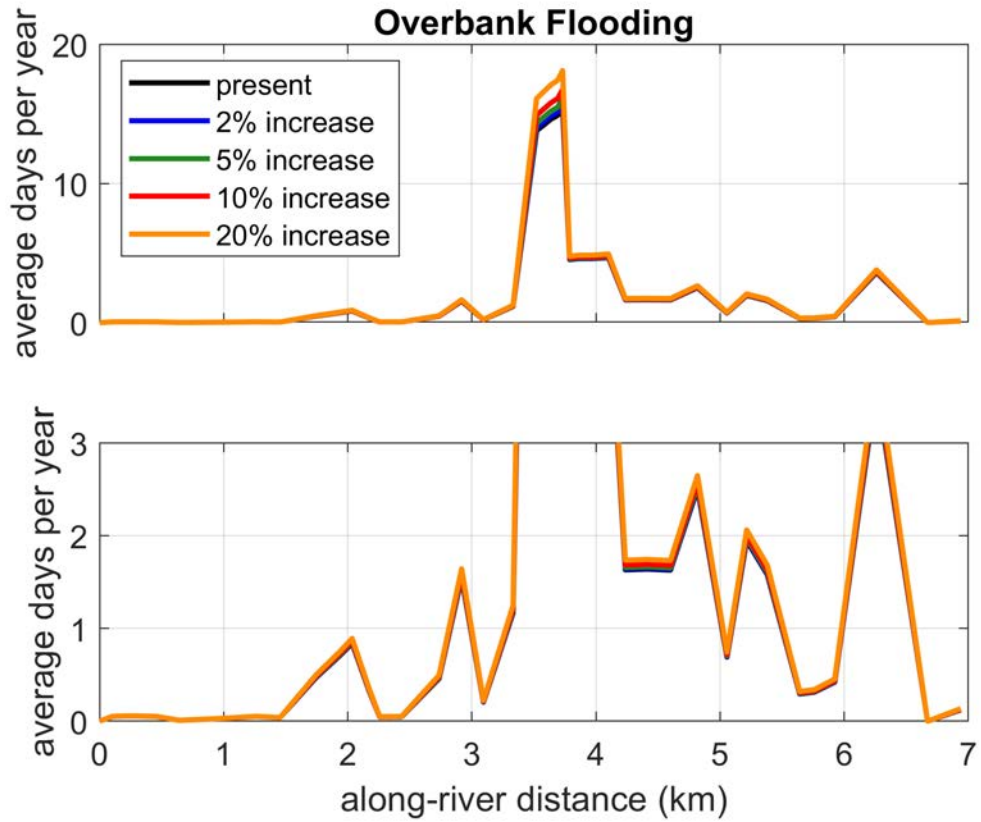 Overbank Flooding
average days per year
20
10
0
present
2% increase
5% increase
10% increase
20% increase
average days per year
3
2
1
0
0 1 2 3 4 5 6 7
along-river distance (km)